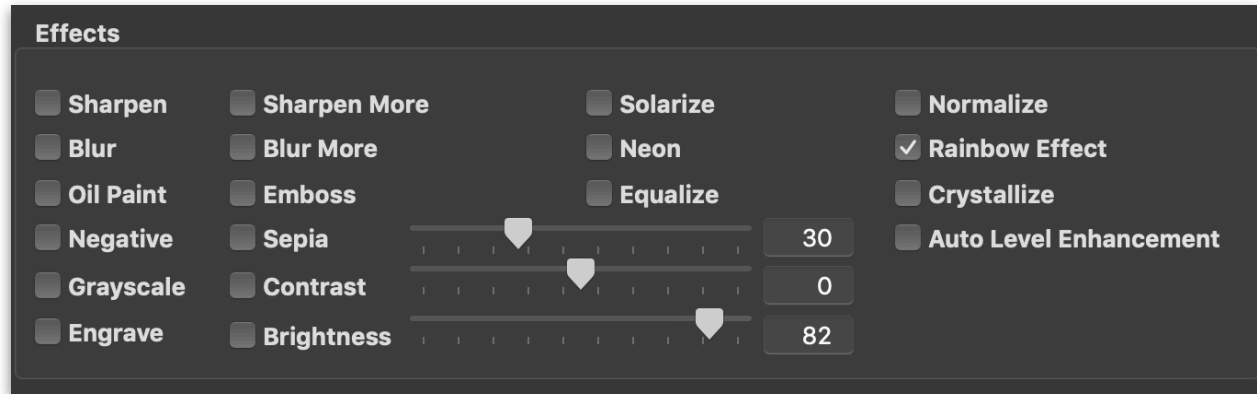 Effects
Sharpen Sharpen More Solarize Normalize
Blur Blur More Neon Rainbow Effect
Oil Paint Emboss Equalize Crystallize
Negative Sepia 30 Auto Level Enhancement
Grayscale Contrast 0
Engrave Brightness 82